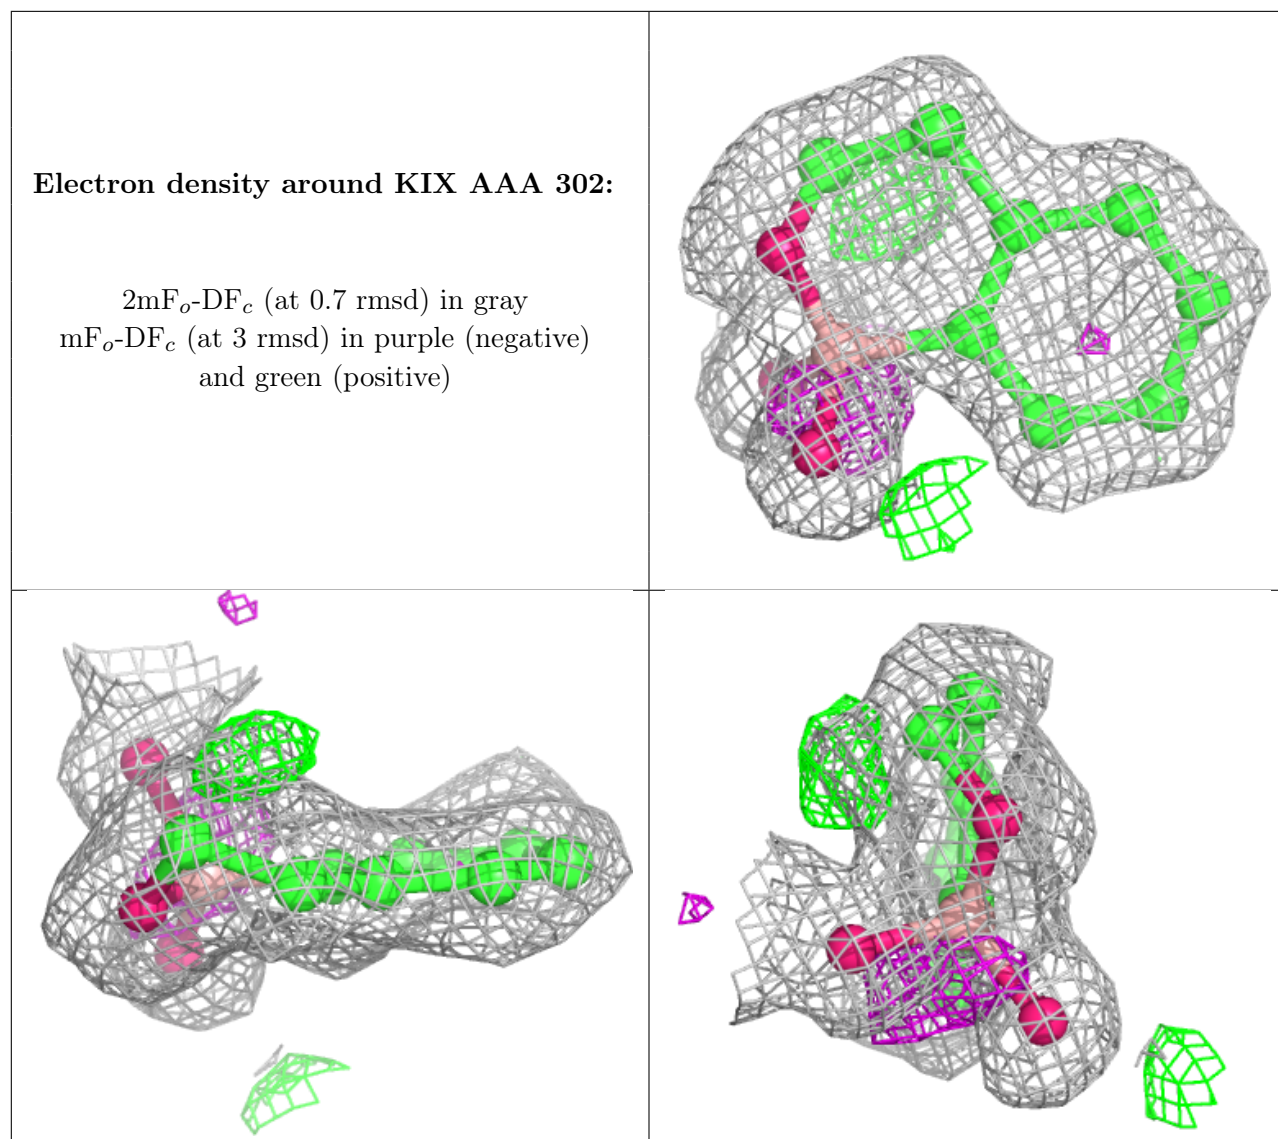 Electron density around KIX AAA 302:
2mFo-DFc (at 0.7 rmsd) in gray
mFo-DFc (at 3 rmsd) in purple (negative)
and green (positive)